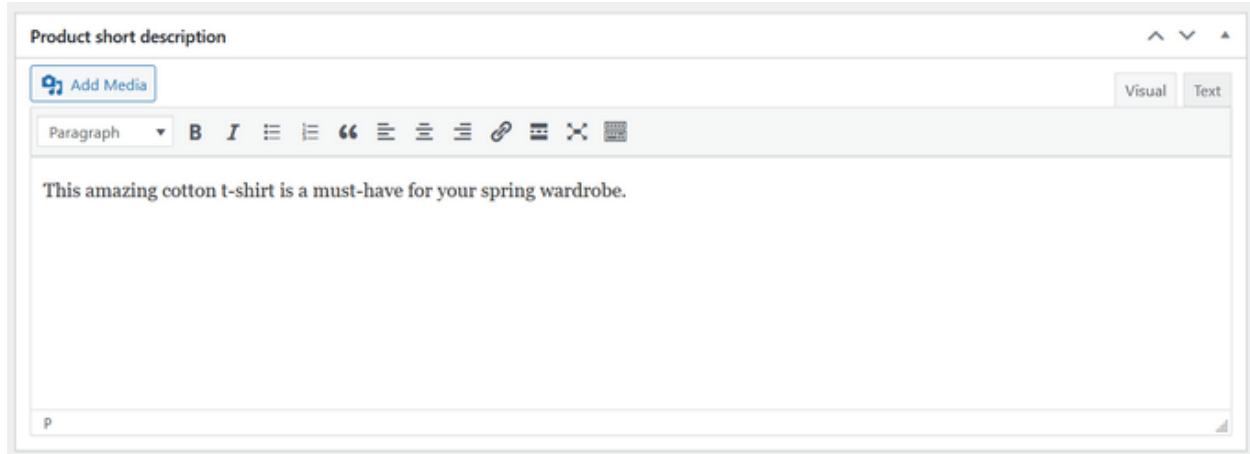 Product short description
Add Media
Visual Text
Paragraph B I
This amazing cotton t-shirt is a must-have for your spring wardrobe.
P